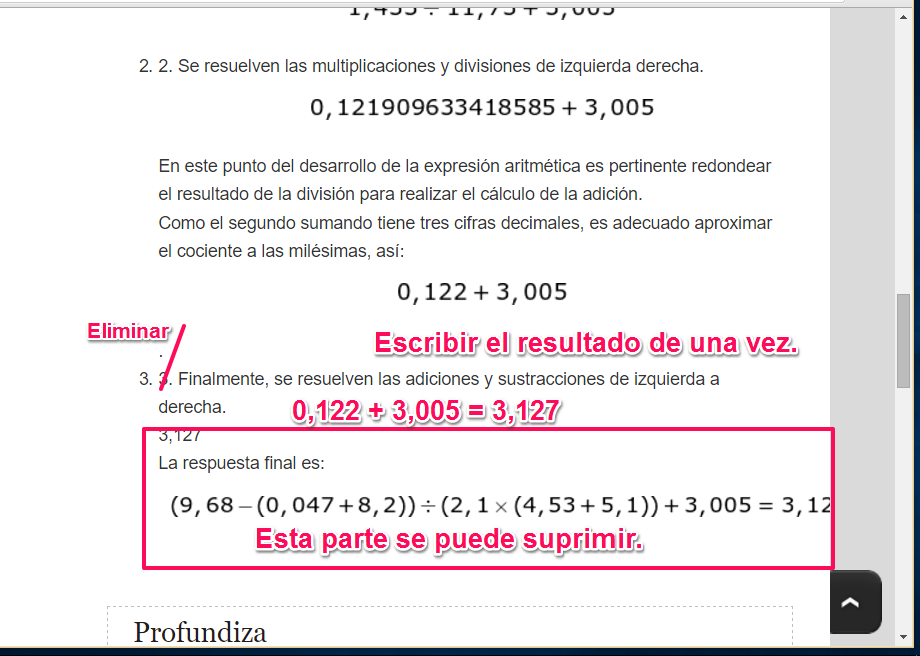 2. 2. Se resuelven las multiplicaciones y divisiones de izquierda derecha.
0,121909633418585 + 3,005
En este punto del desarrollo de la expresión aritmética es pertinente redondear
el resultado de la división para realizar el cálculo de la adición.
Como el segundo sumando tiene tres cifras decimales, es adecuado aproximar
el cociente a las milésimas, así:
0,122 + 3,005
Eliminar
Escribir el resultado de una vez.
.
3. 3. Finalmente, se resuelven las adiciones y sustracciones de izquierda a
derecha.
0,122 + 3,005 = 3,127
3,127
La respuesta final es:
(9,68 – (0,047+8,2)) ÷ (2,1 × (4,53+5,1)) + 3,005 = 3,12
Esta parte se puede suprimir.
Profundiza